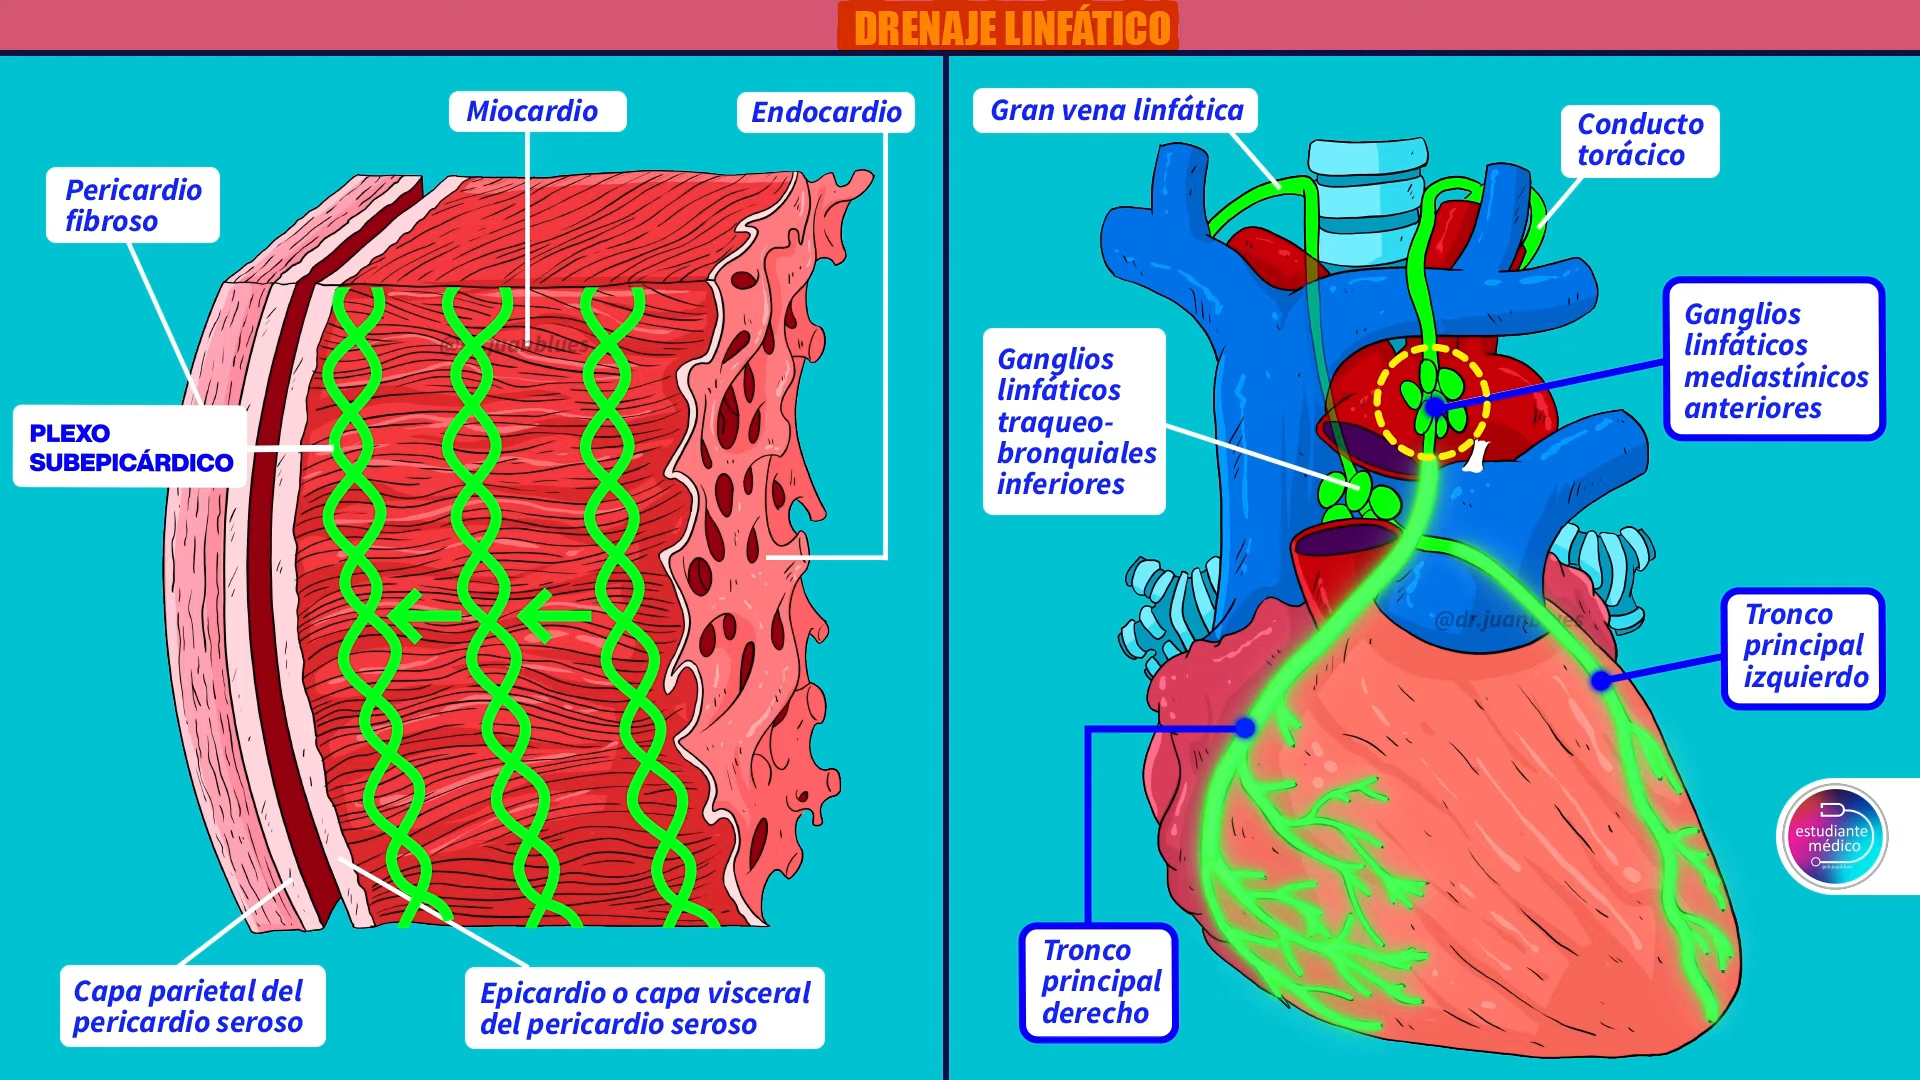 DRENAJE LINFÁTICO
Miocardio
Endocardio
Pericardio
fibroso
PLEXO
SUBEPICÁRDICO
Capa parietal del
pericardio seroso
Epicardio o capa visceral
del pericardio seroso
Gran vena linfática
Conducto
torácico
Ganglios
linfáticos
mediastínicos
anteriores
Ganglios
linfáticos
traqueo-
bronquiales
inferiores
@dr.juanblues
Tronco
principal
izquierdo
Tronco
principal
derecho
estudiante
médico